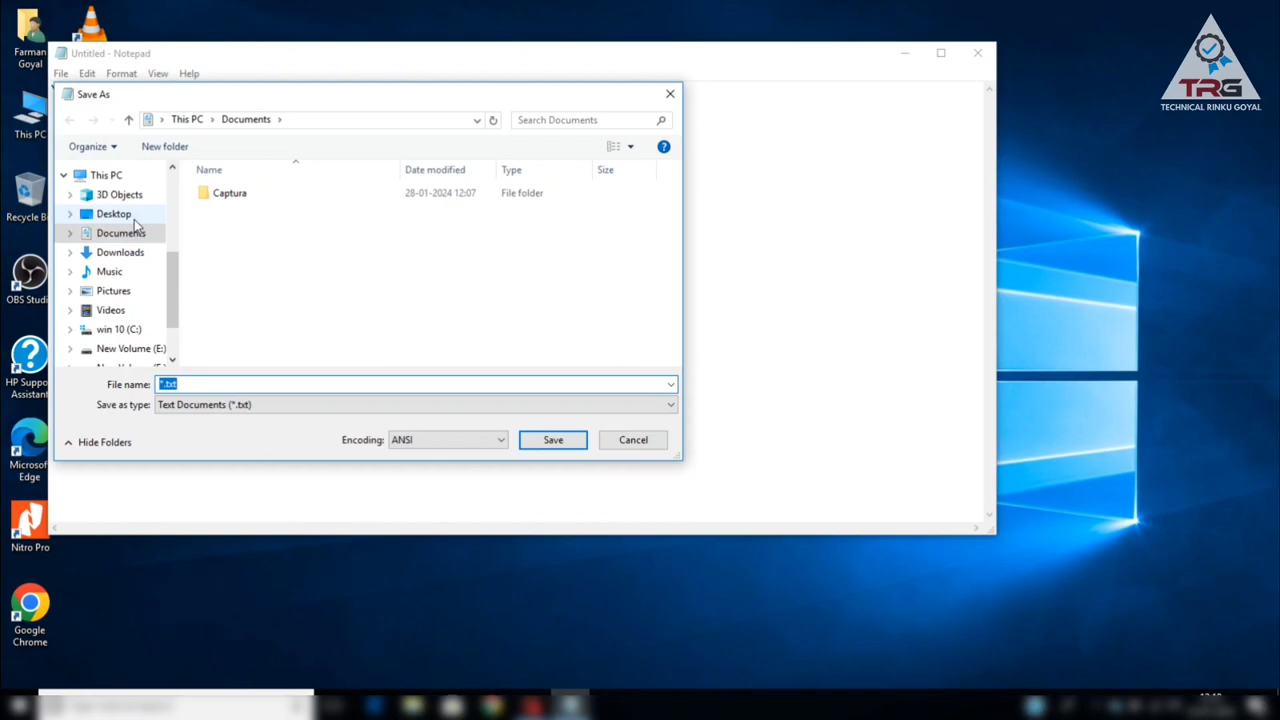 Farman
Goyal
This PC
Recycle Bi
OBS Studi
HP Suppo
Assistant
Microsof
Edge
Nitro Pro
Google
Chrome
Untitled - Notepad
File Edit Format View Help
Save As
This PC > Documents >
Search Documents
Organize New folder
This PC
3D Objects
Desktop
Documents
Downloads
Music
Pictures
Videos
win 10 (C:)
New Volume (E:)
Name Date modified Type Size
Captura 28-01-2024 12:07 File folder
File name: *.txt
Save as type: Text Documents (*.txt)
Hide Folders
Encoding: ANSI Save Cancel
TRG
TECHNICAL RINKU GOYAL